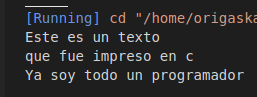 [Running] cd "/home/origaska
Este es un texto
que fue impreso en c
Ya soy todo un programador